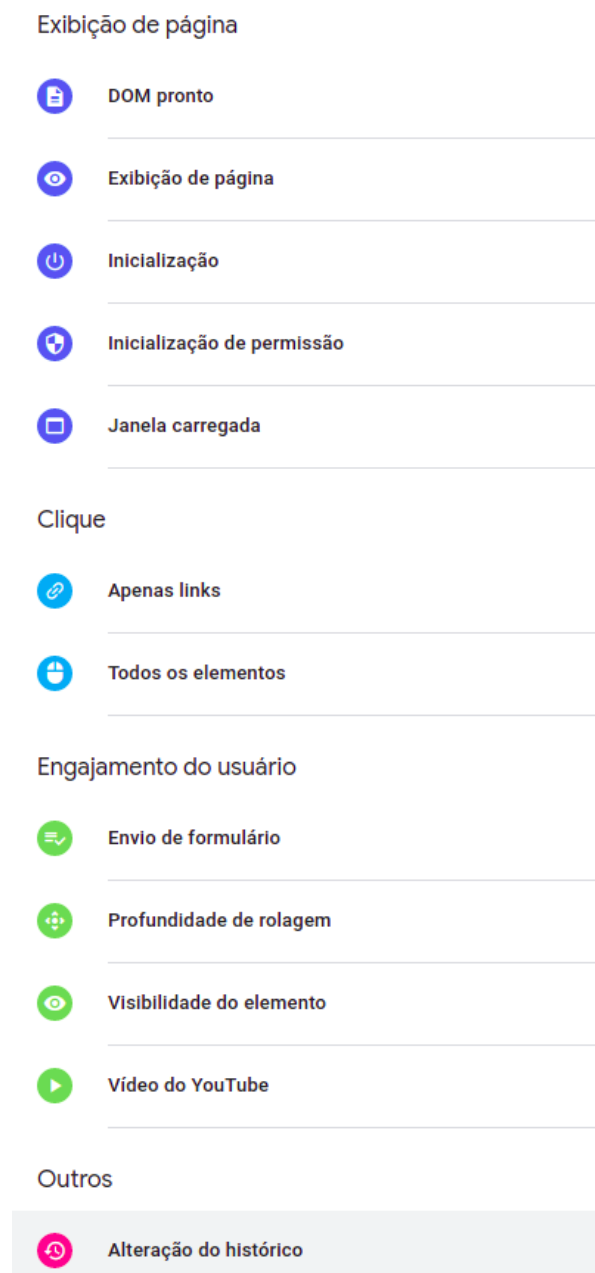 Exibição de página
DOM pronto
Exibição de página
Inicialização
Inicialização de permissão
Janela carregada
Clique
Apenas links
Todos os elementos
Engajamento do usuário
Envio de formulário
Profundidade de rolagem
Visibilidade do elemento
Vídeo do YouTube
Outros
Alteração do histórico